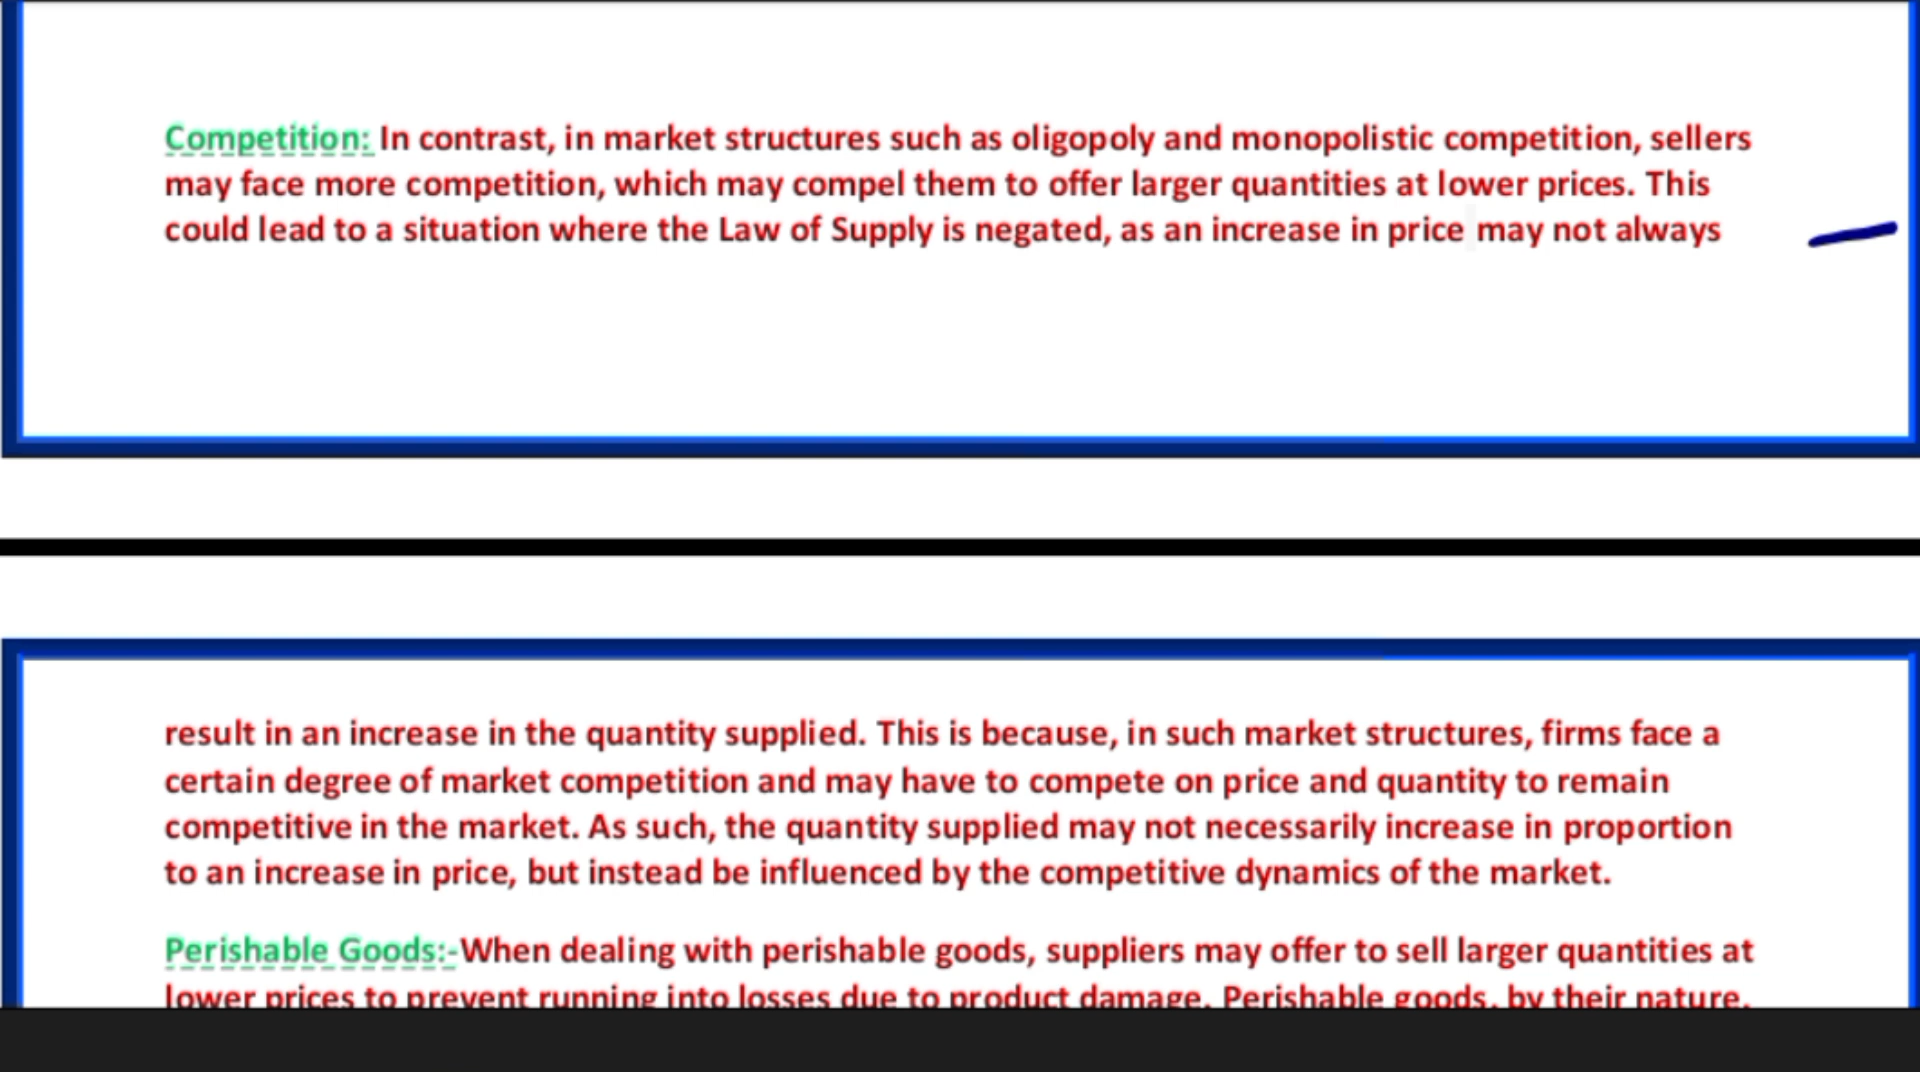 Competition: In contrast, in market structures such as oligopoly and monopolistic competition, sellers
may face more competition, which may compel them to offer larger quantities at lower prices. This
could lead to a situation where the Law of Supply is negated, as an increase in price may not always
result in an increase in the quantity supplied. This is because, in such market structures, firms face a
certain degree of market competition and may have to compete on price and quantity to remain
competitive in the market. As such, the quantity supplied may not necessarily increase in proportion
to an increase in price, but instead be influenced by the competitive dynamics of the market.
Perishable Goods:-When dealing with perishable goods, suppliers may offer to sell larger quantities at
lower prices to prevent running into losses due to product damage. Perishable goods, by their nature,